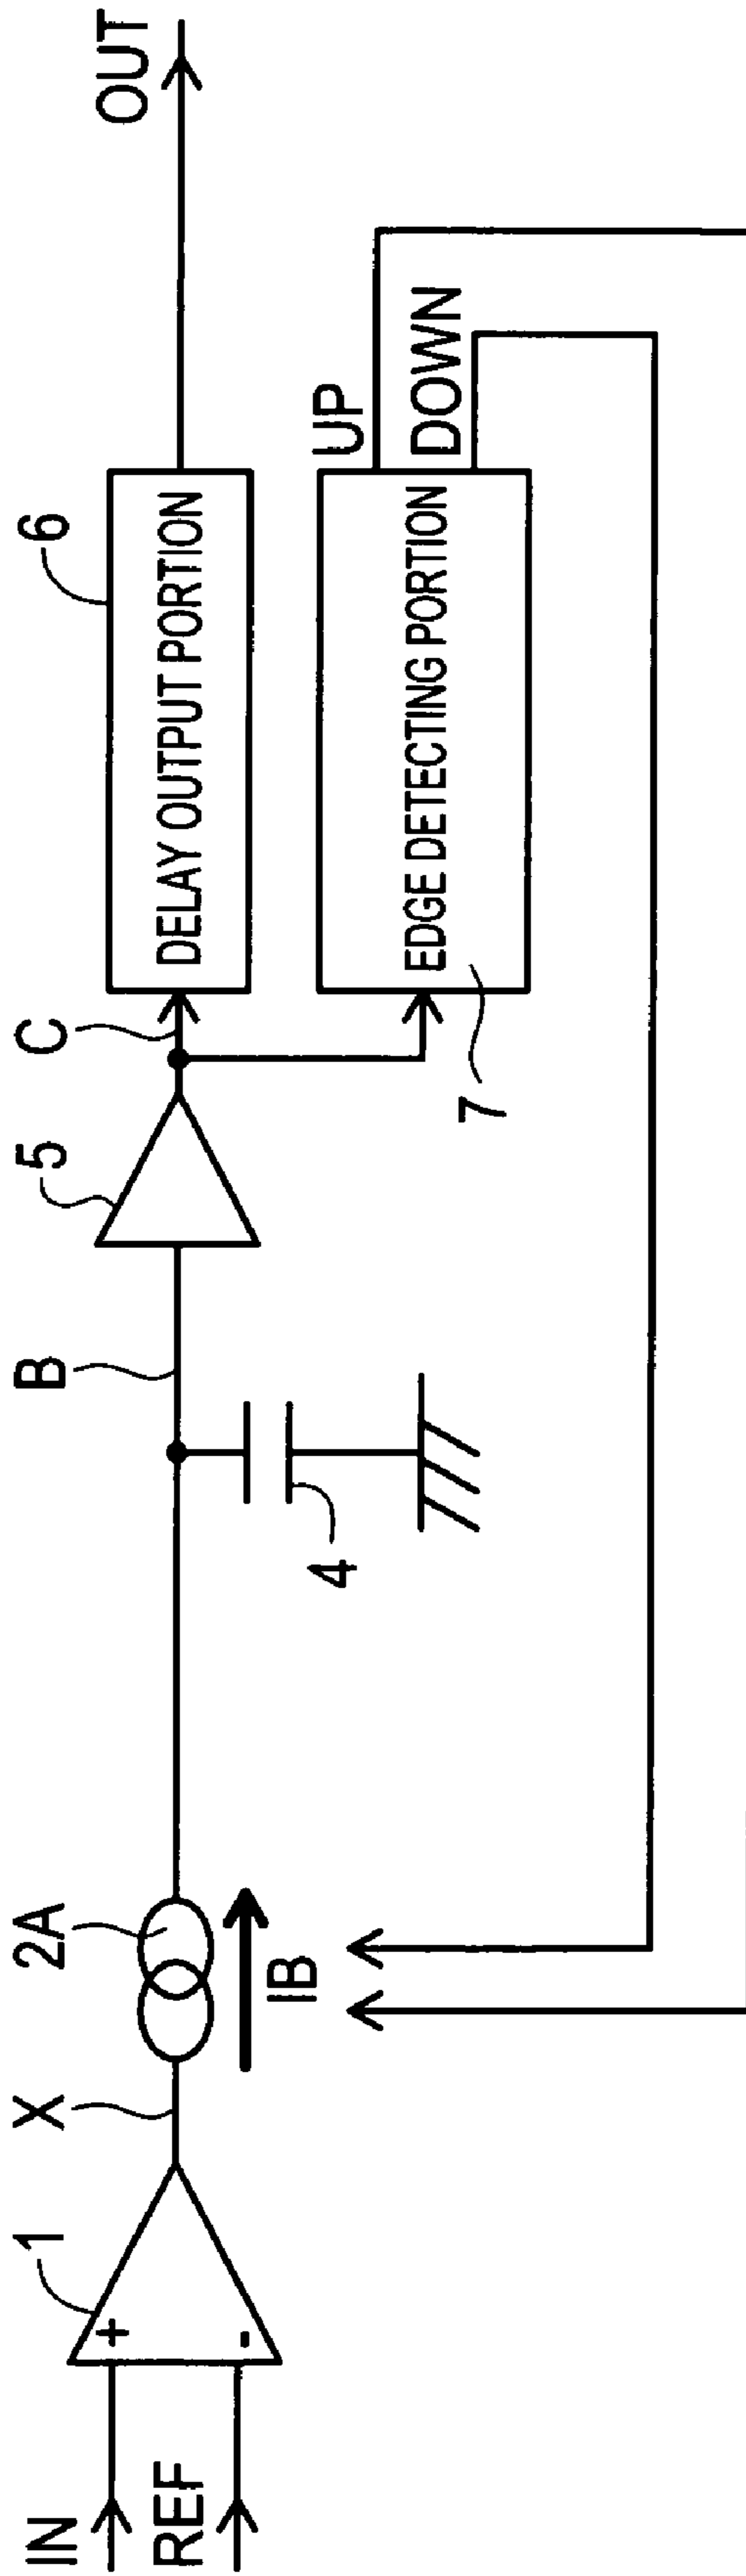 IN
REF
+
-
1
X
2A
IB
B
4
5
C
DELAY OUTPUT PORTION
6
OUT
EDGE DETECTING PORTION
7
UP
DOWN